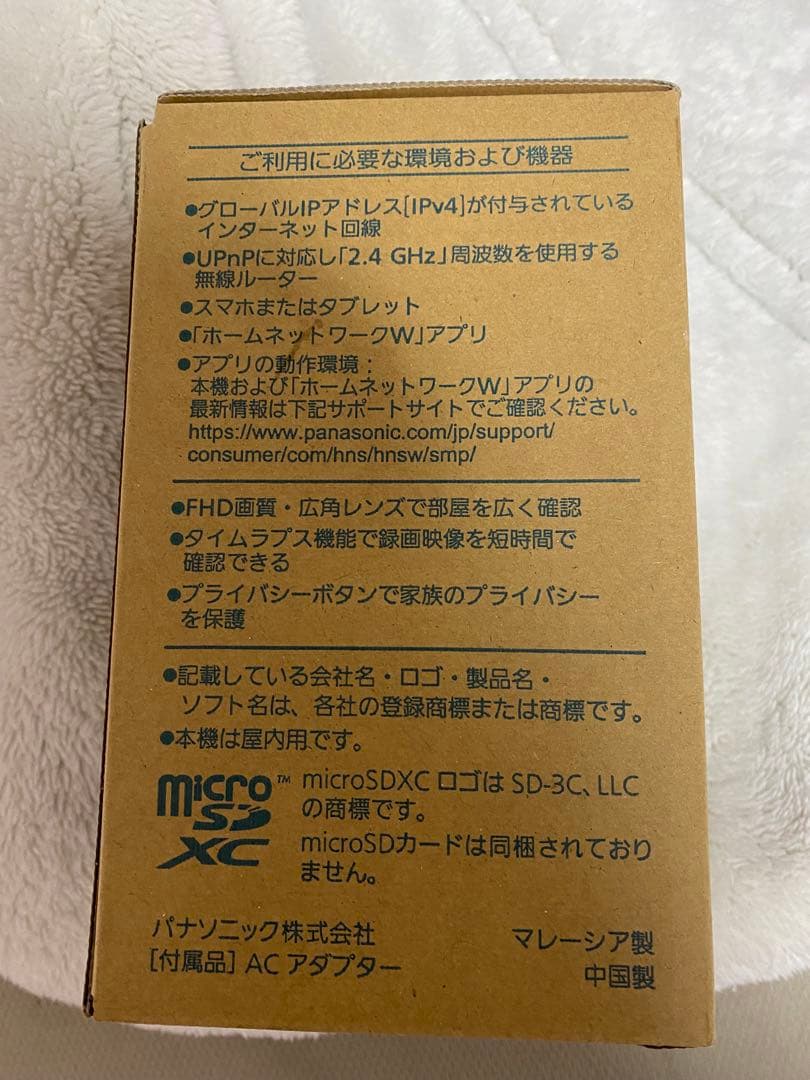 ご利用に必要な環境および機器
●グローバルIPアドレス[IPv4]が付与されている
インターネット回線
●UPnPに対応し「2.4 GHz」周波数を使用する
無線ルーター
●スマホまたはタブレット
●「ホームネットワークW」アプリ
●アプリの動作環境：
本機および「ホームネットワークW」アプリの
最新情報は下記サポートサイトでご確認ください。
https://www.panasonic.com/jp/support/
consumer/com/hns/hnsw/smp/
●FHD画質・広角レンズで部屋を広く確認
●タイムラプス機能で録画映像を短時間で
確認できる
●プライバシーボタンで家族のプライバシー
を保護
●記載している会社名・ロゴ・製品名・
ソフト名は、各社の登録商標または商標です。
●本機は屋内用です。
micro SD XC ™ microSDXC ロゴは SD-3C、LLC
の商標です。
microSDカードは同梱されており
ません。
パナソニック株式会社 マレーシア製
[付属品] AC アダプター 中国製